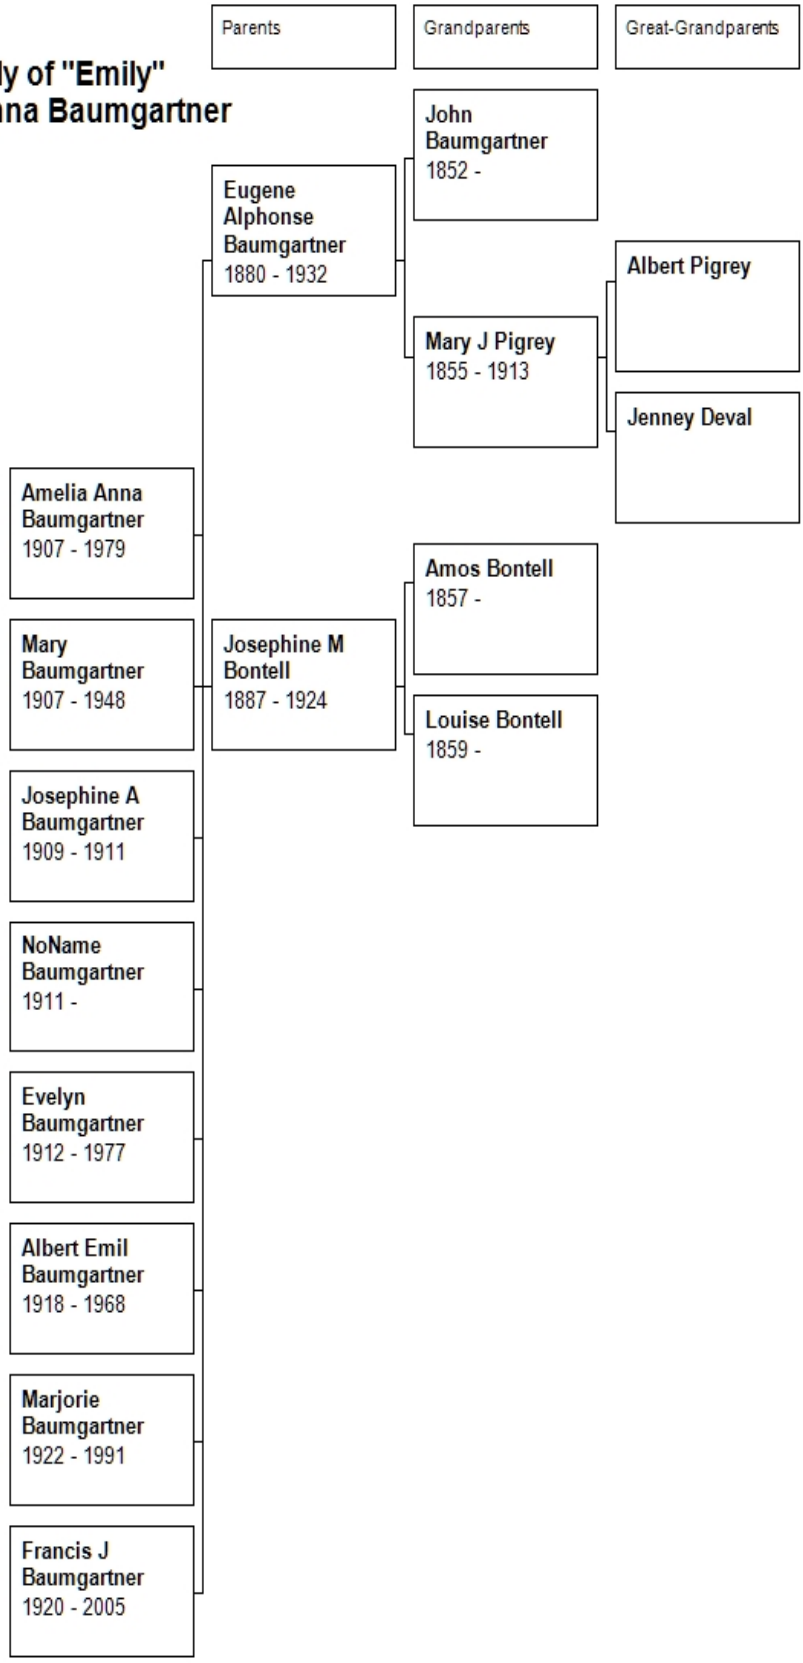 Parents
Grandparents
Great-Grandparents
ly of "Emily"
nna Baumgartner
John
Baumgartner
1852 -
Eugene
Alphonse
Baumgartner
1880 - 1932
Albert Pigrey
Mary J Pigrey
1855 - 1913
Jenney Deval
Amelia Anna
Baumgartner
1907 - 1979
Amos Bontell
1857 -
Mary
Baumgartner
1907 - 1948
Josephine M
Bontell
1887 - 1924
Louise Bontell
1859 -
Josephine A
Baumgartner
1909 - 1911
NoName
Baumgartner
1911 -
Evelyn
Baumgartner
1912 - 1977
Albert Emil
Baumgartner
1918 - 1968
Marjorie
Baumgartner
1922 - 1991
Francis J
Baumgartner
1920 - 2005